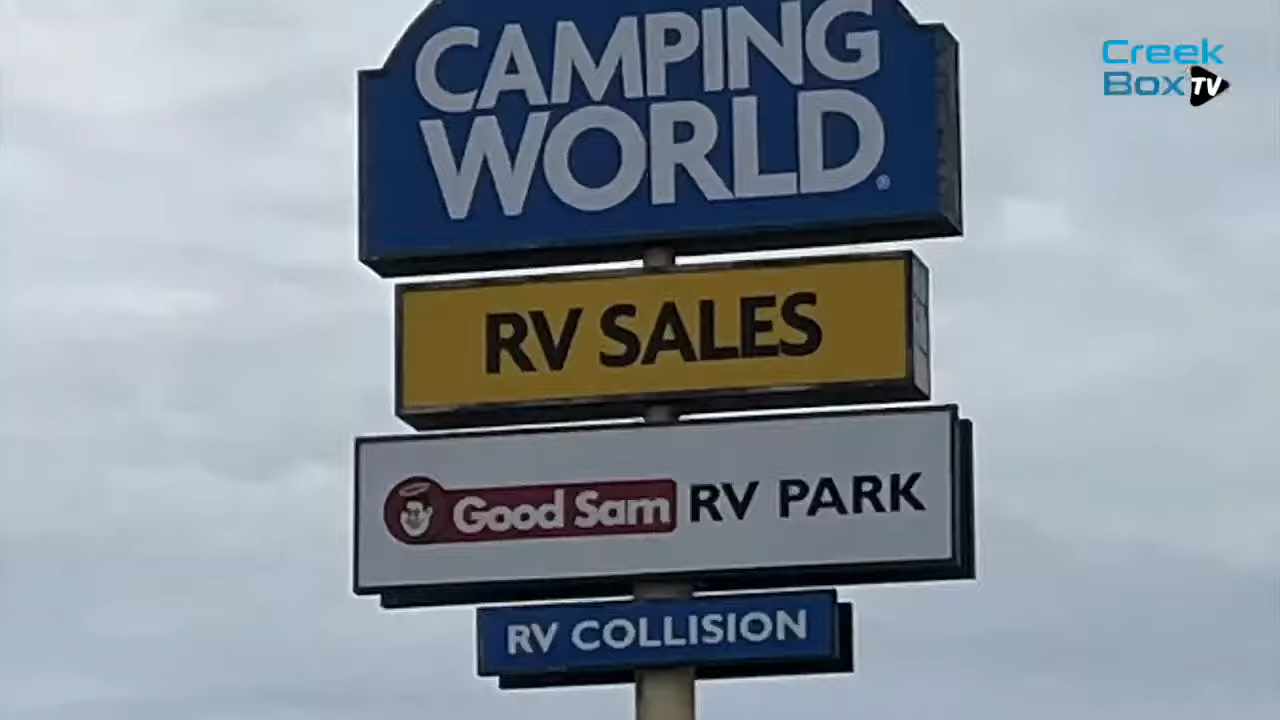 CAMPING
WORLD®
RV SALES
Good Sam RV PARK
RV COLLISION
Creek
Box TV